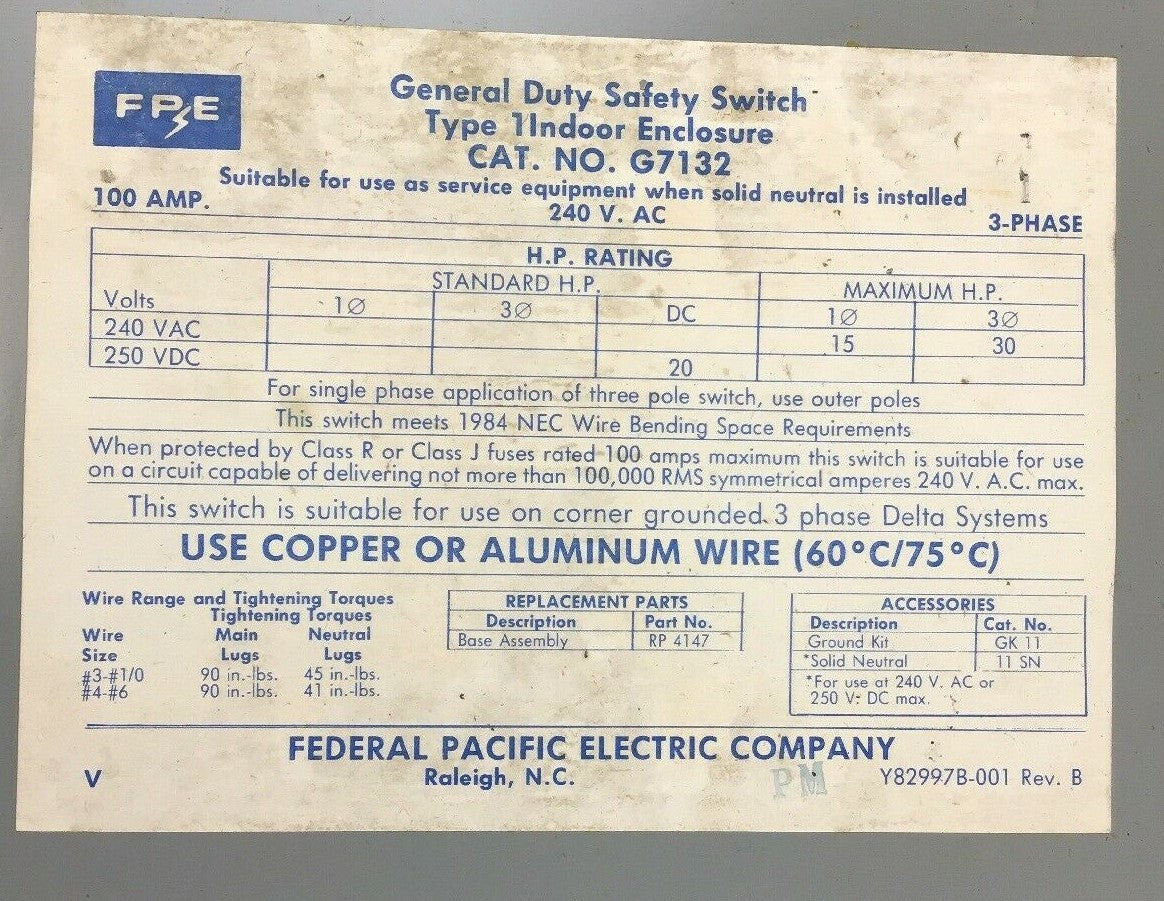 FPE
General Duty Safety Switch
Type 1Indoor Enclosure
CAT. NO. G7132
Suitable for use as service equipment when solid neutral is installed
100 AMP.
240 V. AC
3-PHASE
H.P. RATING
STANDARD H.P.
MAXIMUM H.P.
Volts 1Ø 3Ø DC 1Ø 3Ø
240 VAC 15 30
250 VDC 20
For single phase application of three pole switch, use outer poles
This switch meets 1984 NEC Wire Bending Space Requirements
When protected by Class R or Class J fuses rated 100 amps maximum this switch is suitable for use
on a circuit capable of delivering not more than 100,000 RMS symmetrical amperes 240 V. A.C. max.
This switch is suitable for use on corner grounded 3 phase Delta Systems
USE COPPER OR ALUMINUM WIRE (60°C/75°C)
Wire Range and Tightening Torques
Tightening Torques
Wire Main Neutral
Size Lugs Lugs
#3-#1/0 90 in.-lbs. 45 in.-lbs.
#4-#6 90 in.-lbs. 41 in.-lbs.
REPLACEMENT PARTS
Description Part No.
Base Assembly RP 4147
ACCESSORIES
Description Cat. No.
Ground Kit GK 11
*Solid Neutral 11 SN
*For use at 240 V. AC or
250 V. DC max.
FEDERAL PACIFIC ELECTRIC COMPANY
V Raleigh, N.C. PM Y82997B-001 Rev. B